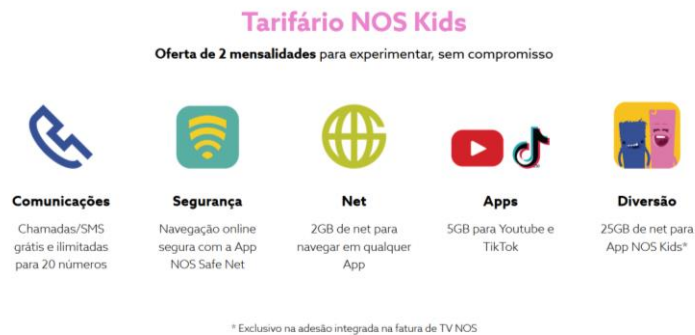 Tarifário NOS Kids
Oferta de 2 mensalidades para experimentar, sem compromisso
Comunicações
Chamadas/SMS
grátis e ilimitadas
para 20 números
Segurança
Navegação online
segura com a App
NOS Safe Net
Net
2GB de net para
navegar em qualquer
App
Apps
5GB para Youtube e
TikTok
Diversão
25GB de net para
App NOS Kids*
* Exclusivo na adesão integrada na fatura de TV NOS